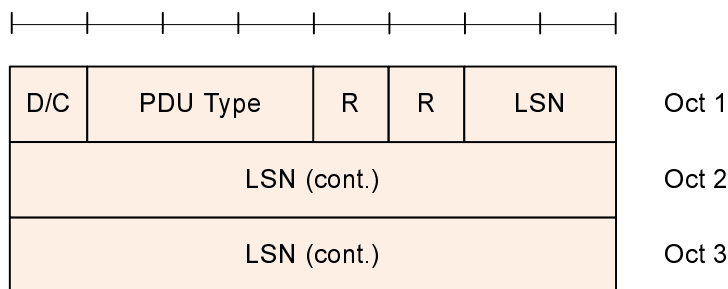 D/C PDU Type R R LSN Oct 1
LSN (cont.) Oct 2
LSN (cont.) Oct 3